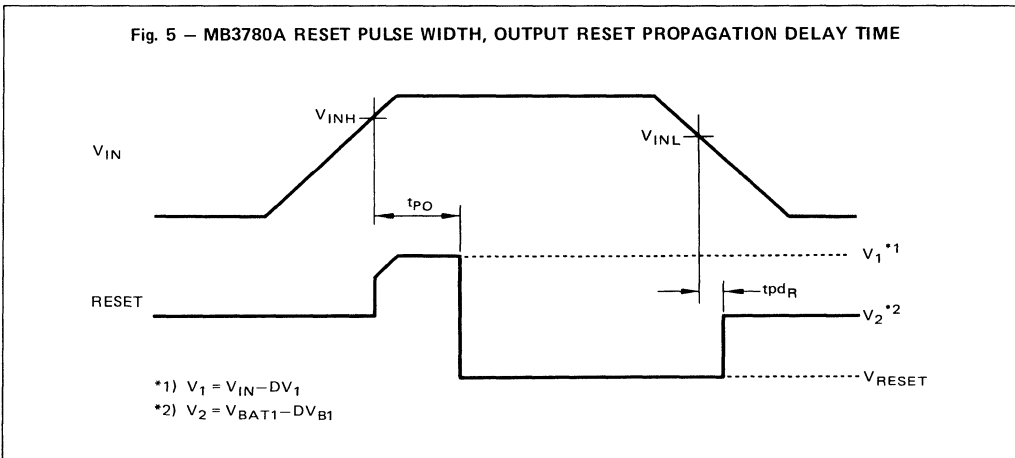 Fig. 5 — MB3780A RESET PULSE WIDTH, OUTPUT RESET PROPAGATION DELAY TIME
VINH
VINL
VIN
tPO
V1*1
tpdR
RESET
V2*2
VRESET
*1) V1 = VIN−DV1
*2) V2 = VBAT1−DVB1